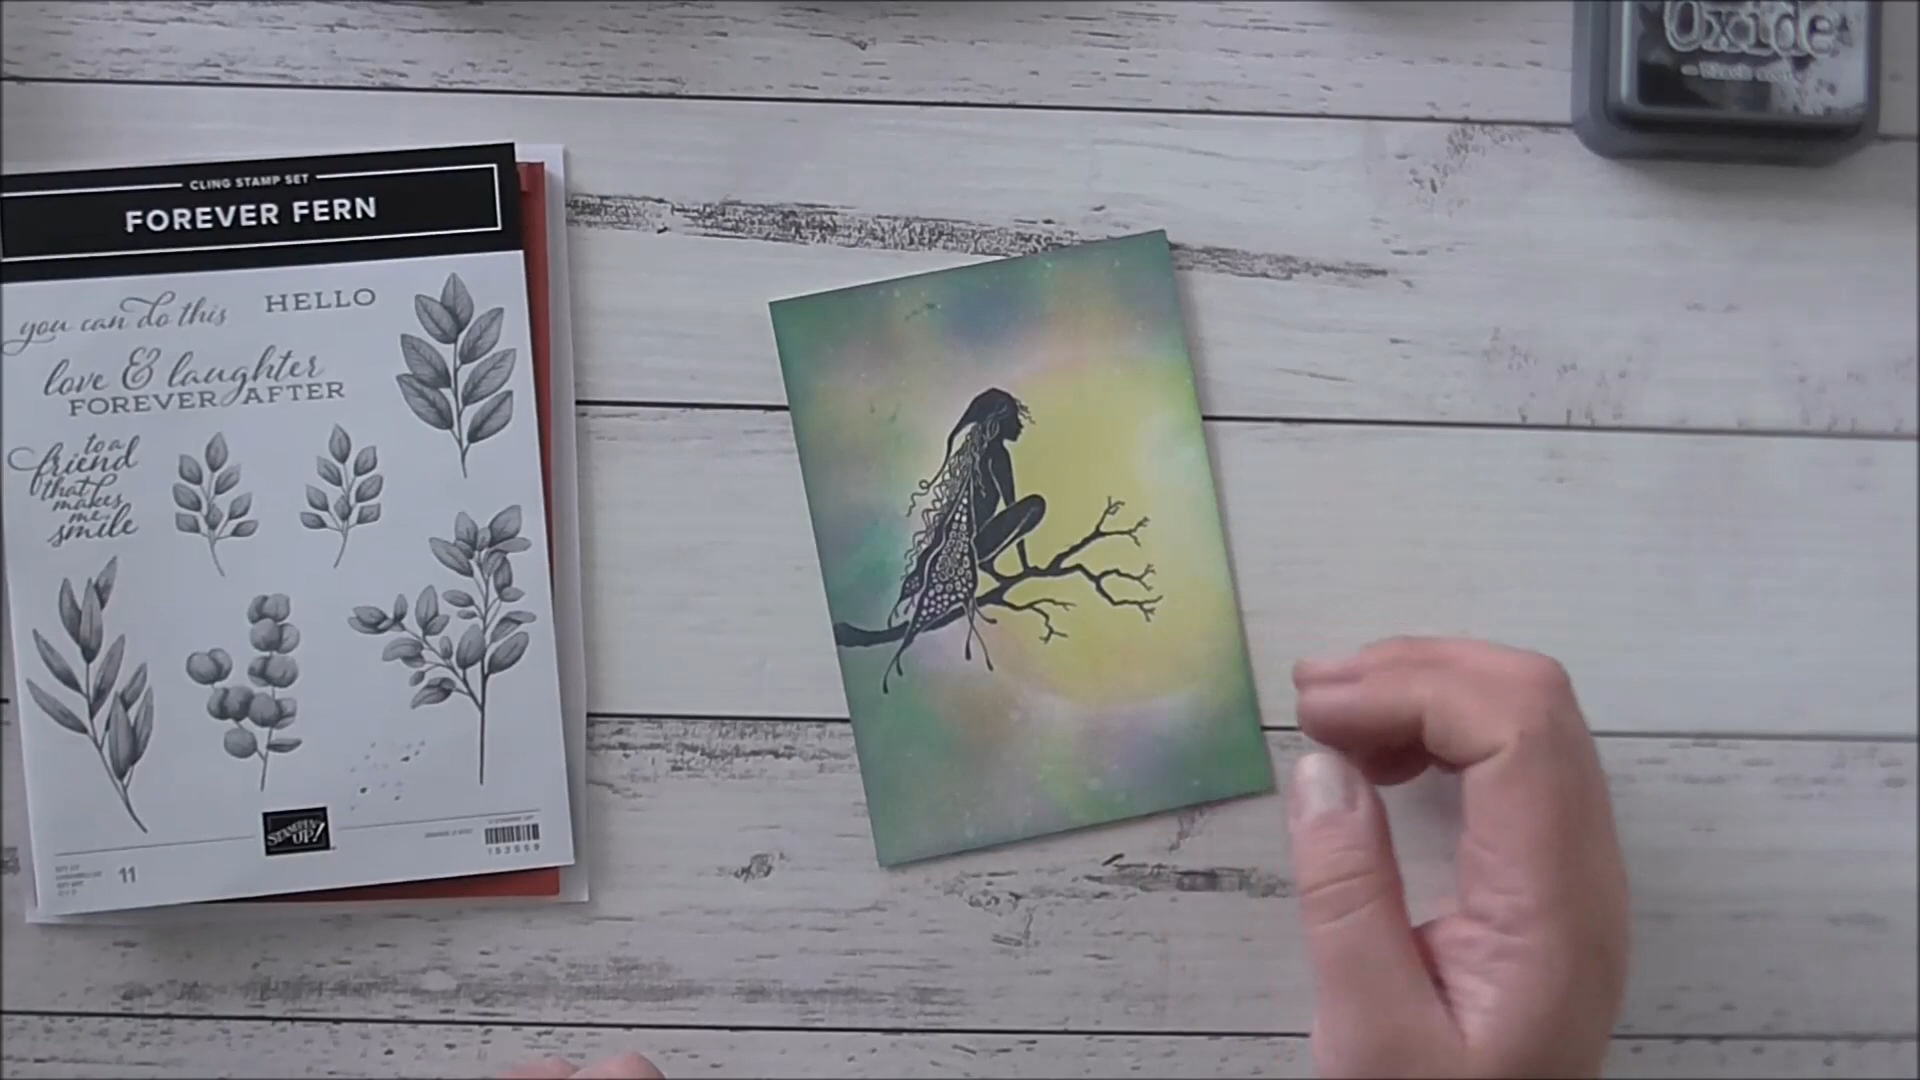 Oxide
CLING STAMP SET
FOREVER FERN
you can do this
HELLO
love & laughter
FOREVER AFTER
to a
friend
that
makes
me
smile
STAMPIN'
UP!
11